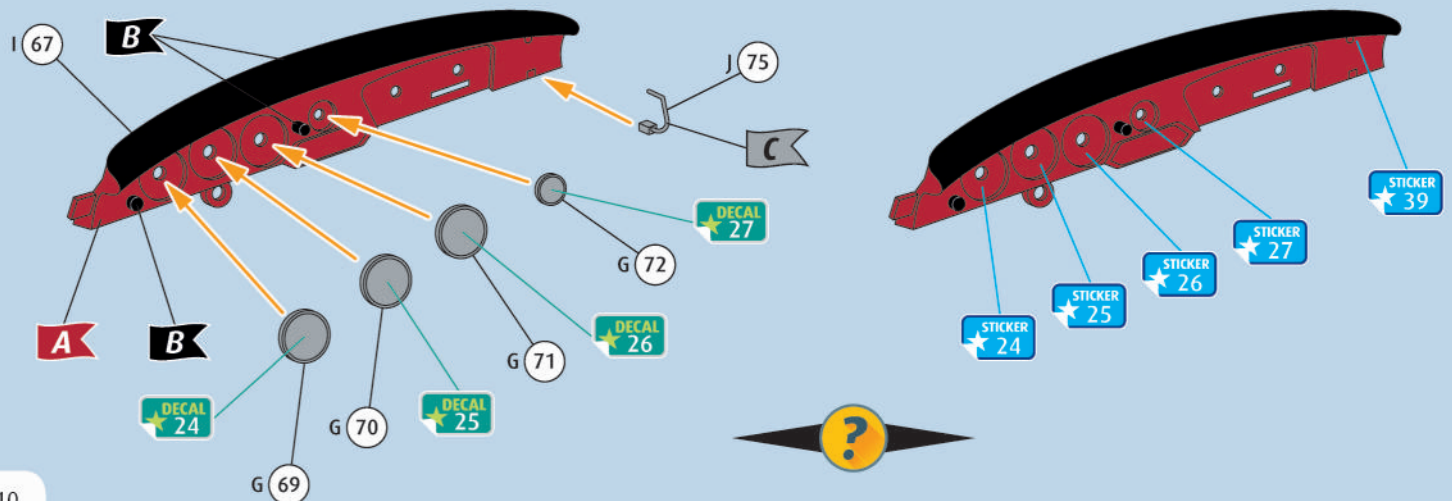 I 67
B
J 75
C
DECAL
27
G 72
DECAL
26
G 71
A
B
DECAL
24
G 70
DECAL
25
G 69
STICKER
39
STICKER
27
STICKER
26
STICKER
25
STICKER
24
?
10